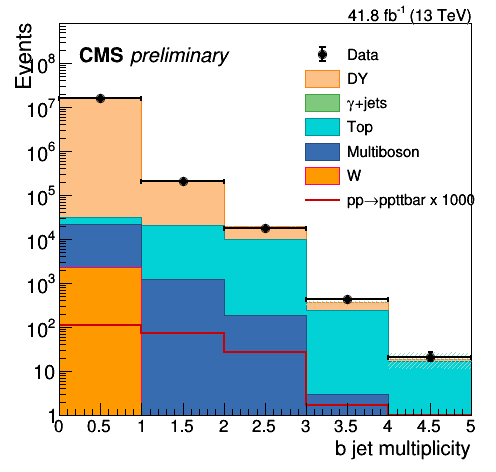 41.8 fb⁻¹ (13 TeV)
Events
CMS preliminary
Data
DY
γ+jets
Top
Multiboson
W
pp→ppttbar x 1000
10⁸
10⁷
10⁶
10⁵
10⁴
10³
10²
10
1
0 0.5 1 1.5 2 2.5 3 3.5 4 4.5 5
b jet multiplicity